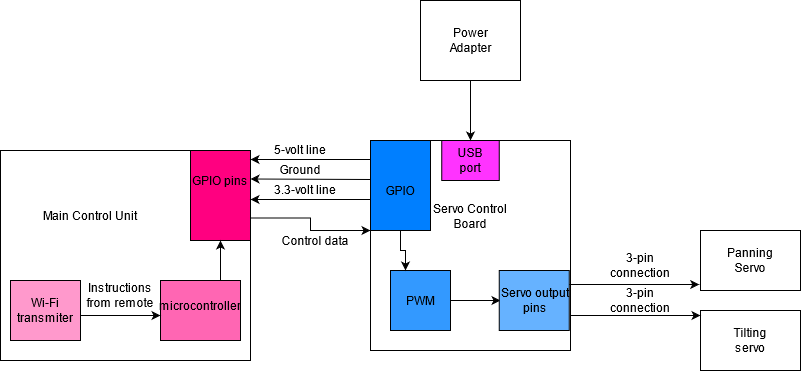 Power
Adapter
5-volt line
Ground
3.3-volt line
Control data
GPIO pins
GPIO
USB
port
Main Control Unit
Servo Control
Board
Wi-Fi
transmiter
Instructions
from remote
microcontroller
PWM
Servo output
pins
3-pin
connection
3-pin
connection
Panning
Servo
Tilting
servo